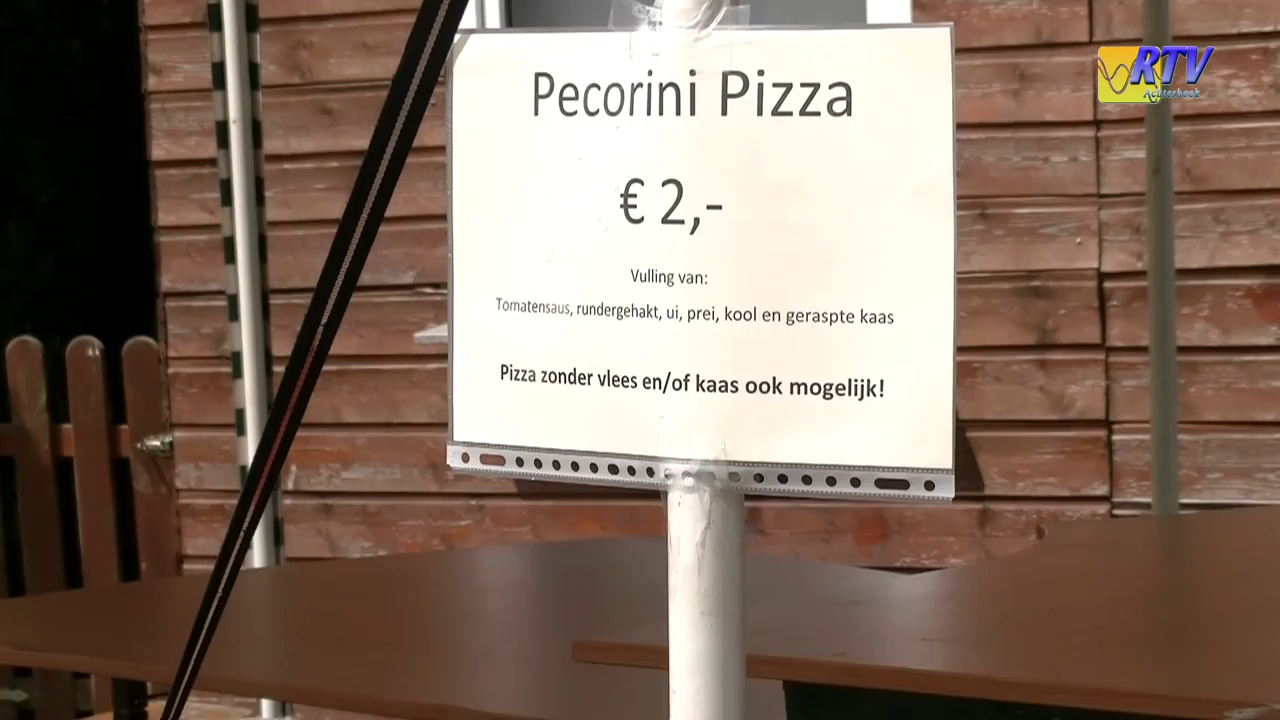 RTV
Achterhoek
Pecorini Pizza
€ 2,-
Vulling van:
Tomatensaus, rundergehakt, ui, prei, kool en geraspte kaas
Pizza zonder vlees en/of kaas ook mogelijk!